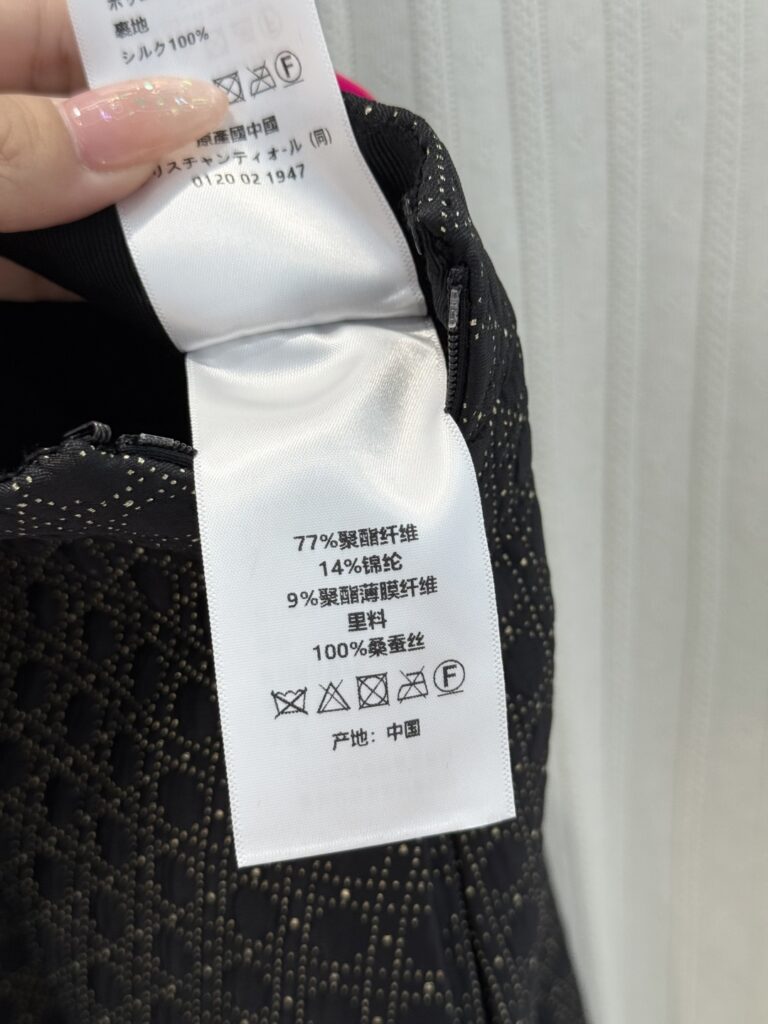 裏地
シルク100%
F
原產國中國
リスチャンティオール (同)
0120 02 1947
77%聚酯纤维
14%锦纶
9%聚酯薄膜纤维
里料
100%桑蚕丝
F
产地：中国